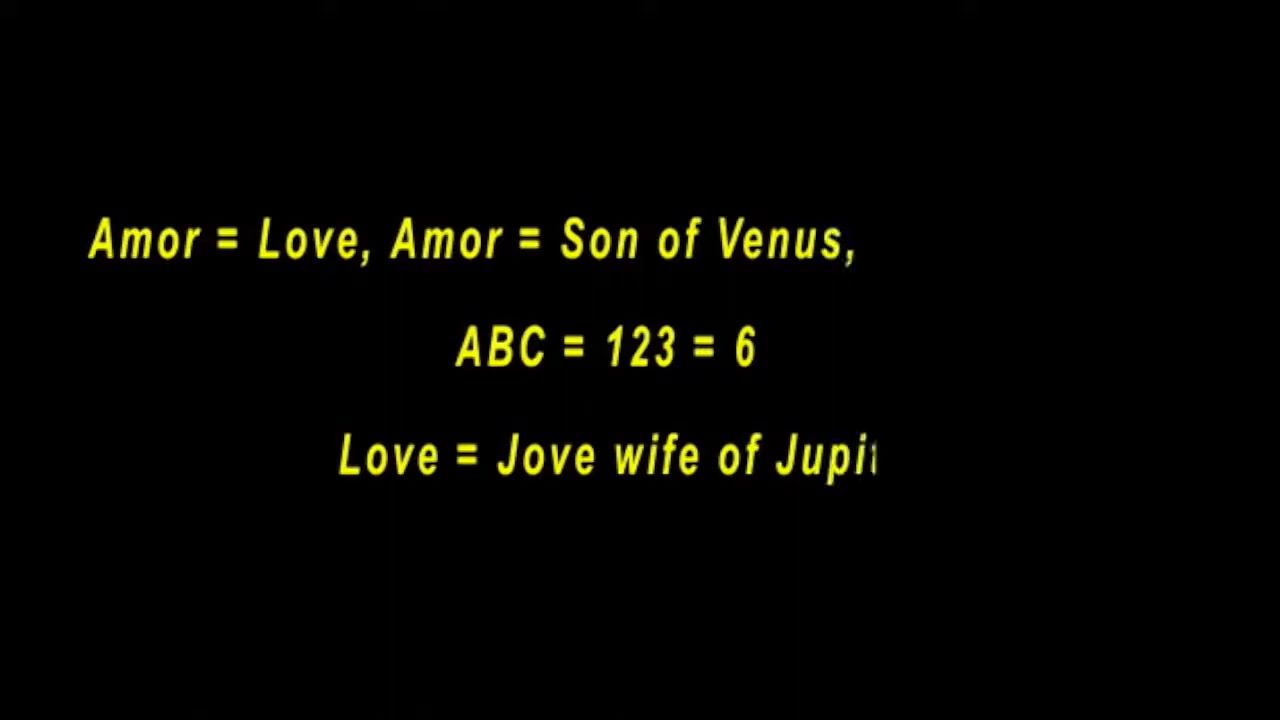 Amor = Love, Amor = Son of Venus,
ABC = 123 = 6
Love = Jove wife of Jupit